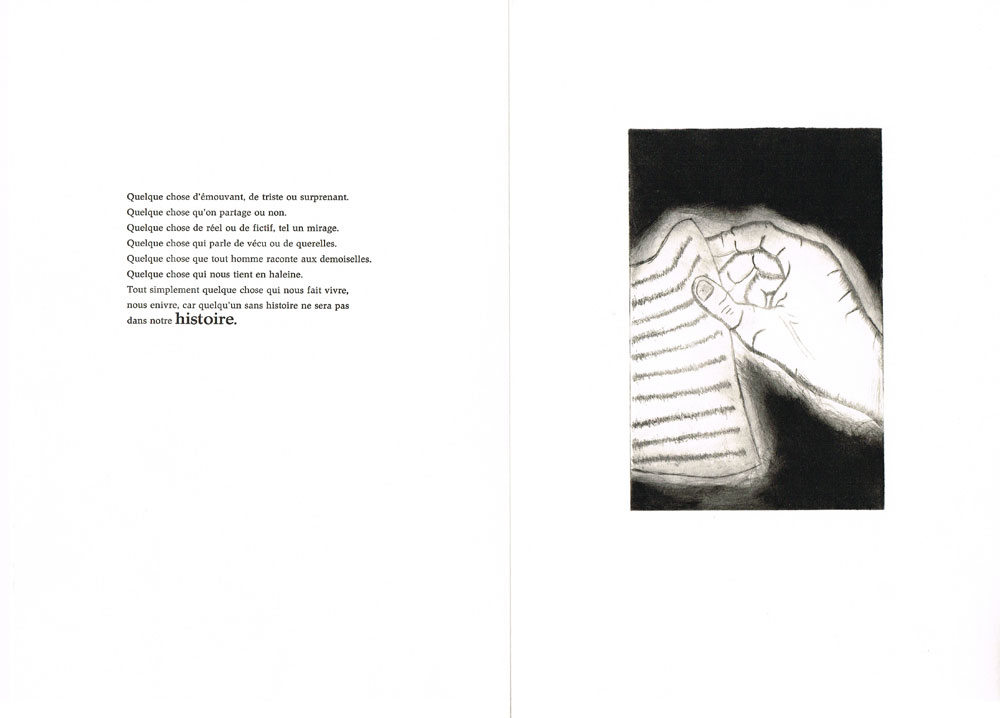 Quelque chose d'émouvant, de triste ou surprenant.
Quelque chose qu'on partage ou non.
Quelque chose de réel ou de fictif, tel un mirage.
Quelque chose qui parle de vécu ou de querelles.
Quelque chose que tout homme raconte aux demoiselles.
Quelque chose qui nous tient en haleine.
Tout simplement quelque chose qui nous fait vivre,
nous enivre, car quelqu'un sans histoire ne sera pas
dans notre histoire.